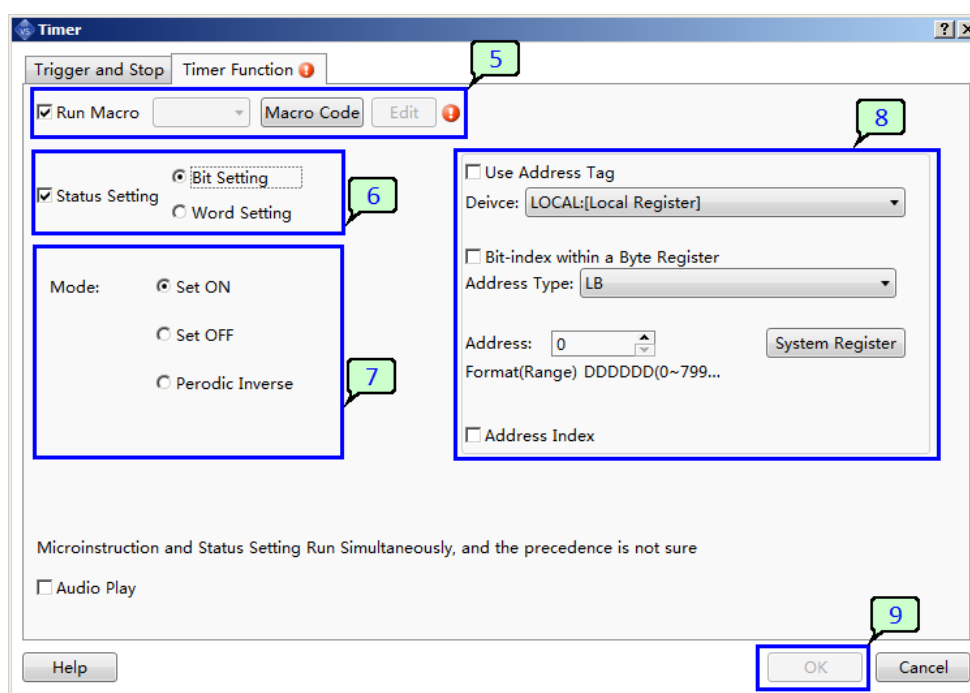 VS Timer ? X
Trigger and Stop Timer Function !
5
Run Macro Macro Code Edit !
8
Status Setting
Bit Setting
Word Setting
6
Use Address Tag
Deivce: LOCAL:[Local Register]
Bit-index within a Byte Register
Address Type: LB
Address: 0 System Register
Format(Range) DDDDDD(0~799...
Address Index
Mode: Set ON
Set OFF
Perodic Inverse
7
Microinstruction and Status Setting Run Simultaneously, and the precedence is not sure
Audio Play
9
Help OK Cancel